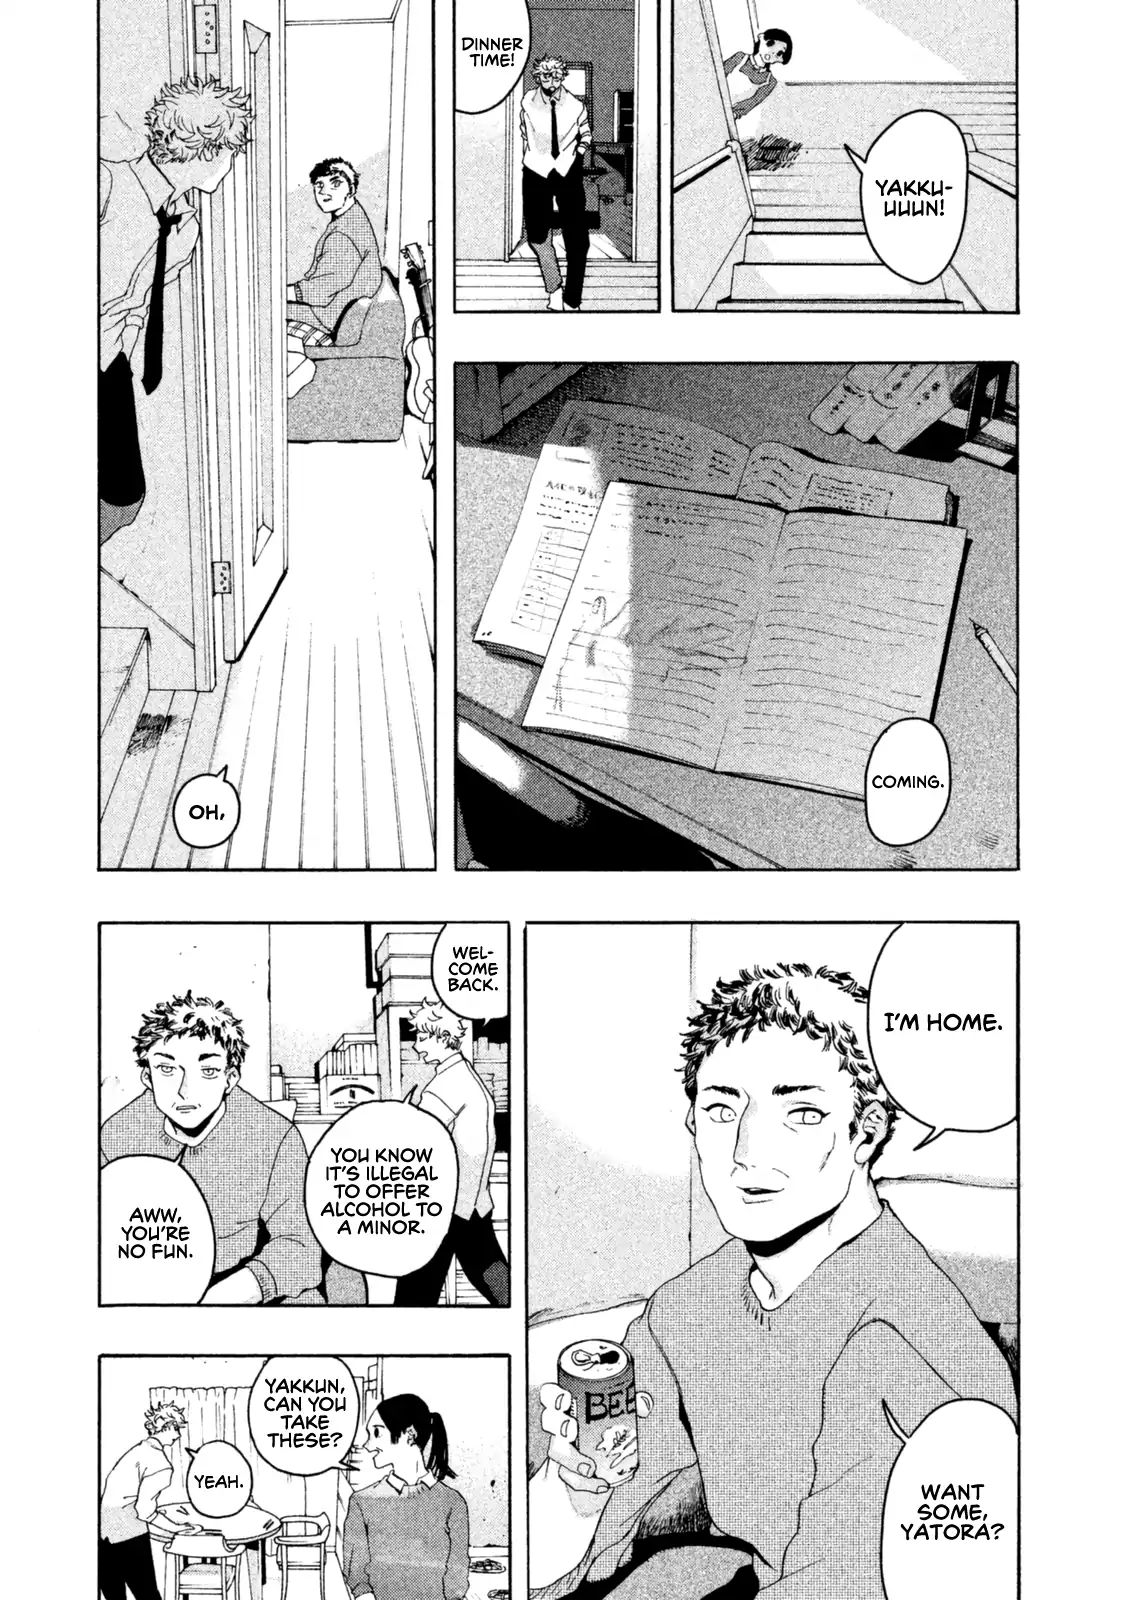 YAKKU-
UUUN!
DINNER
TIME!
COMING.
OH,
I'M HOME.
BEE
WANT
SOME,
YATORA?
WEL-
COME
BACK.
YOU KNOW
IT'S ILLEGAL
TO OFFER
ALCOHOL TO
A MINOR.
AWW,
YOU'RE
NO FUN.
YAKKUN,
CAN YOU
TAKE
THESE?
YEAH.